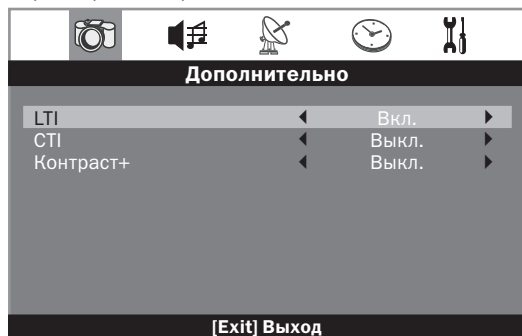 Дополнительно
LTI Вкл.
CTI Выкл.
Контраст+ Выкл.
[Exit] Выход